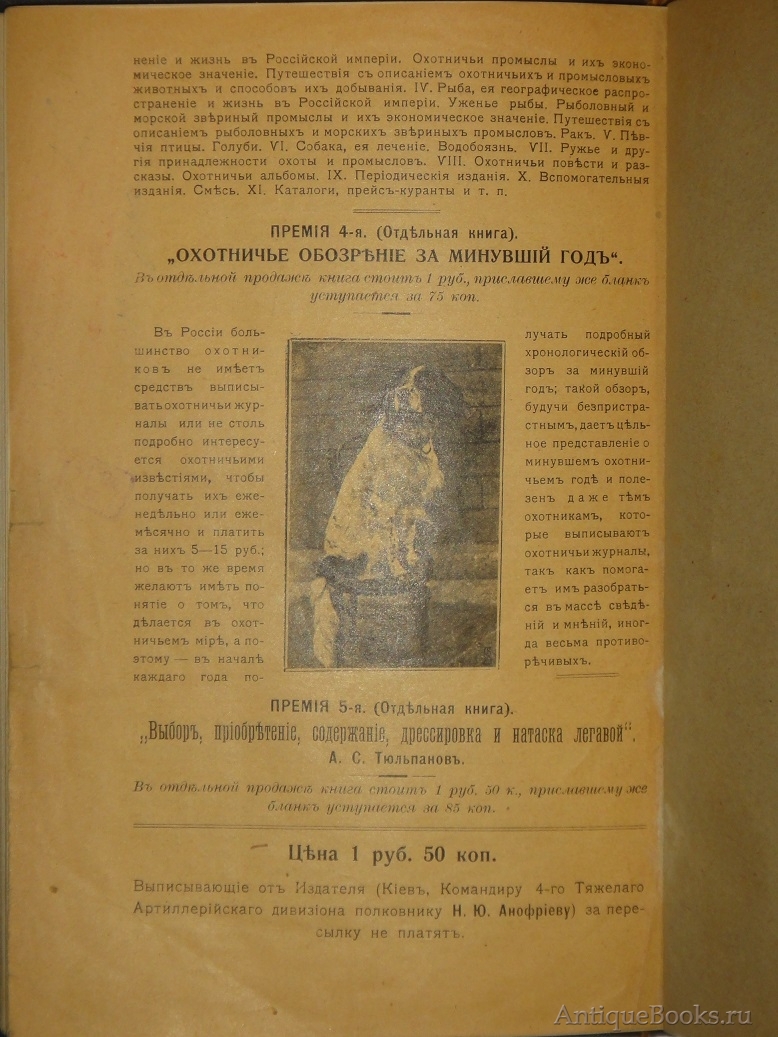 неніе и жизнь въ Россійской имперіи. Охотничьи промыслы и ихъ эконо-
мическое значеніе. Путешествія съ описаніемъ охотничьихъ и промысловыхъ
животныхъ и способовъ ихъ добыванія. IV. Рыба, ея географическое распро-
страненіе и жизнь въ Россійской имперіи. Уженье рыбы. Рыболовный и
морской звѣриный промыслы и ихъ экономическое значеніе. Путешествія съ
описаніемъ рыболовныхъ и морскихъ звѣриныхъ промысловъ. Ракъ. V. Пѣв-
чія птицы. Голуби. VI. Собака, ея леченіе. Водобоязнь. VII. Ружье и дру-
гія принадлежности охоты и промысловъ. VIII. Охотничьи повѣсти и раз-
сказы. Охотничьи альбомы. IX. Періодическія изданія. X. Вспомогательныя
изданія. Смѣсь. XI. Каталоги, прейсъ-куранты и т. п.
ПРЕМІЯ 4-я. (Отдѣльная книга).
„ОХОТНИЧЬЕ ОБОЗРѢНІЕ ЗА МИНУВШІЙ ГОДЪ“.
Въ отдѣльной продажѣ книга стоитъ 1 руб., приславшему же бланкъ
уступается за 75 коп.
Въ Россіи боль-
шинство охотни-
ковъ не имѣетъ
средствъ выписы-
вать охотничьи жур-
налы или не столь
подробно интересу-
ется охотничьими
извѣстіями, чтобы
получать ихъ еже-
недѣльно или еже-
мѣсячно и платить
за нихъ 5—15 руб.;
но въ то же время
желаютъ имѣть по-
нятіе о томъ, что
дѣлается въ охот-
ничьемъ мірѣ, а по-
этому — въ началѣ
каждаго года по-
лучать подробный
хронологическій об-
зоръ за минувшій
годъ; такой обзоръ,
будучи безпристра-
стнымъ, даетъ цѣль-
ное представленіе о
минувшемъ охотни-
чьемъ годѣ и поле-
зенъ даже тѣмъ
охотникамъ, кото-
рые выписываютъ
охотничьи журналы,
такъ какъ помога-
етъ имъ разобрать-
ся въ массѣ свѣдѣ-
ній и мнѣній, иног-
да весьма противо-
рѣчивыхъ.
ПРЕМІЯ 5-я. (Отдѣльная книга).
„Выборъ, пріобрѣтеніе, содержаніе, дрессировка и натаска легавой“.
А. С. Тюльпановъ.
Въ отдѣльной продажѣ книга стоитъ 1 руб. 50 к., приславшему же
бланкъ уступается за 85 коп.
Цѣна 1 руб. 50 коп.
Выписывающіе отъ Издателя (Кіевъ, Командиру 4-го Тяжелаго
Артиллерійскаго дивизіона полковнику Н. Ю. Анофріеву) за пере-
сылку не платятъ.
AntiqueBooks.ru